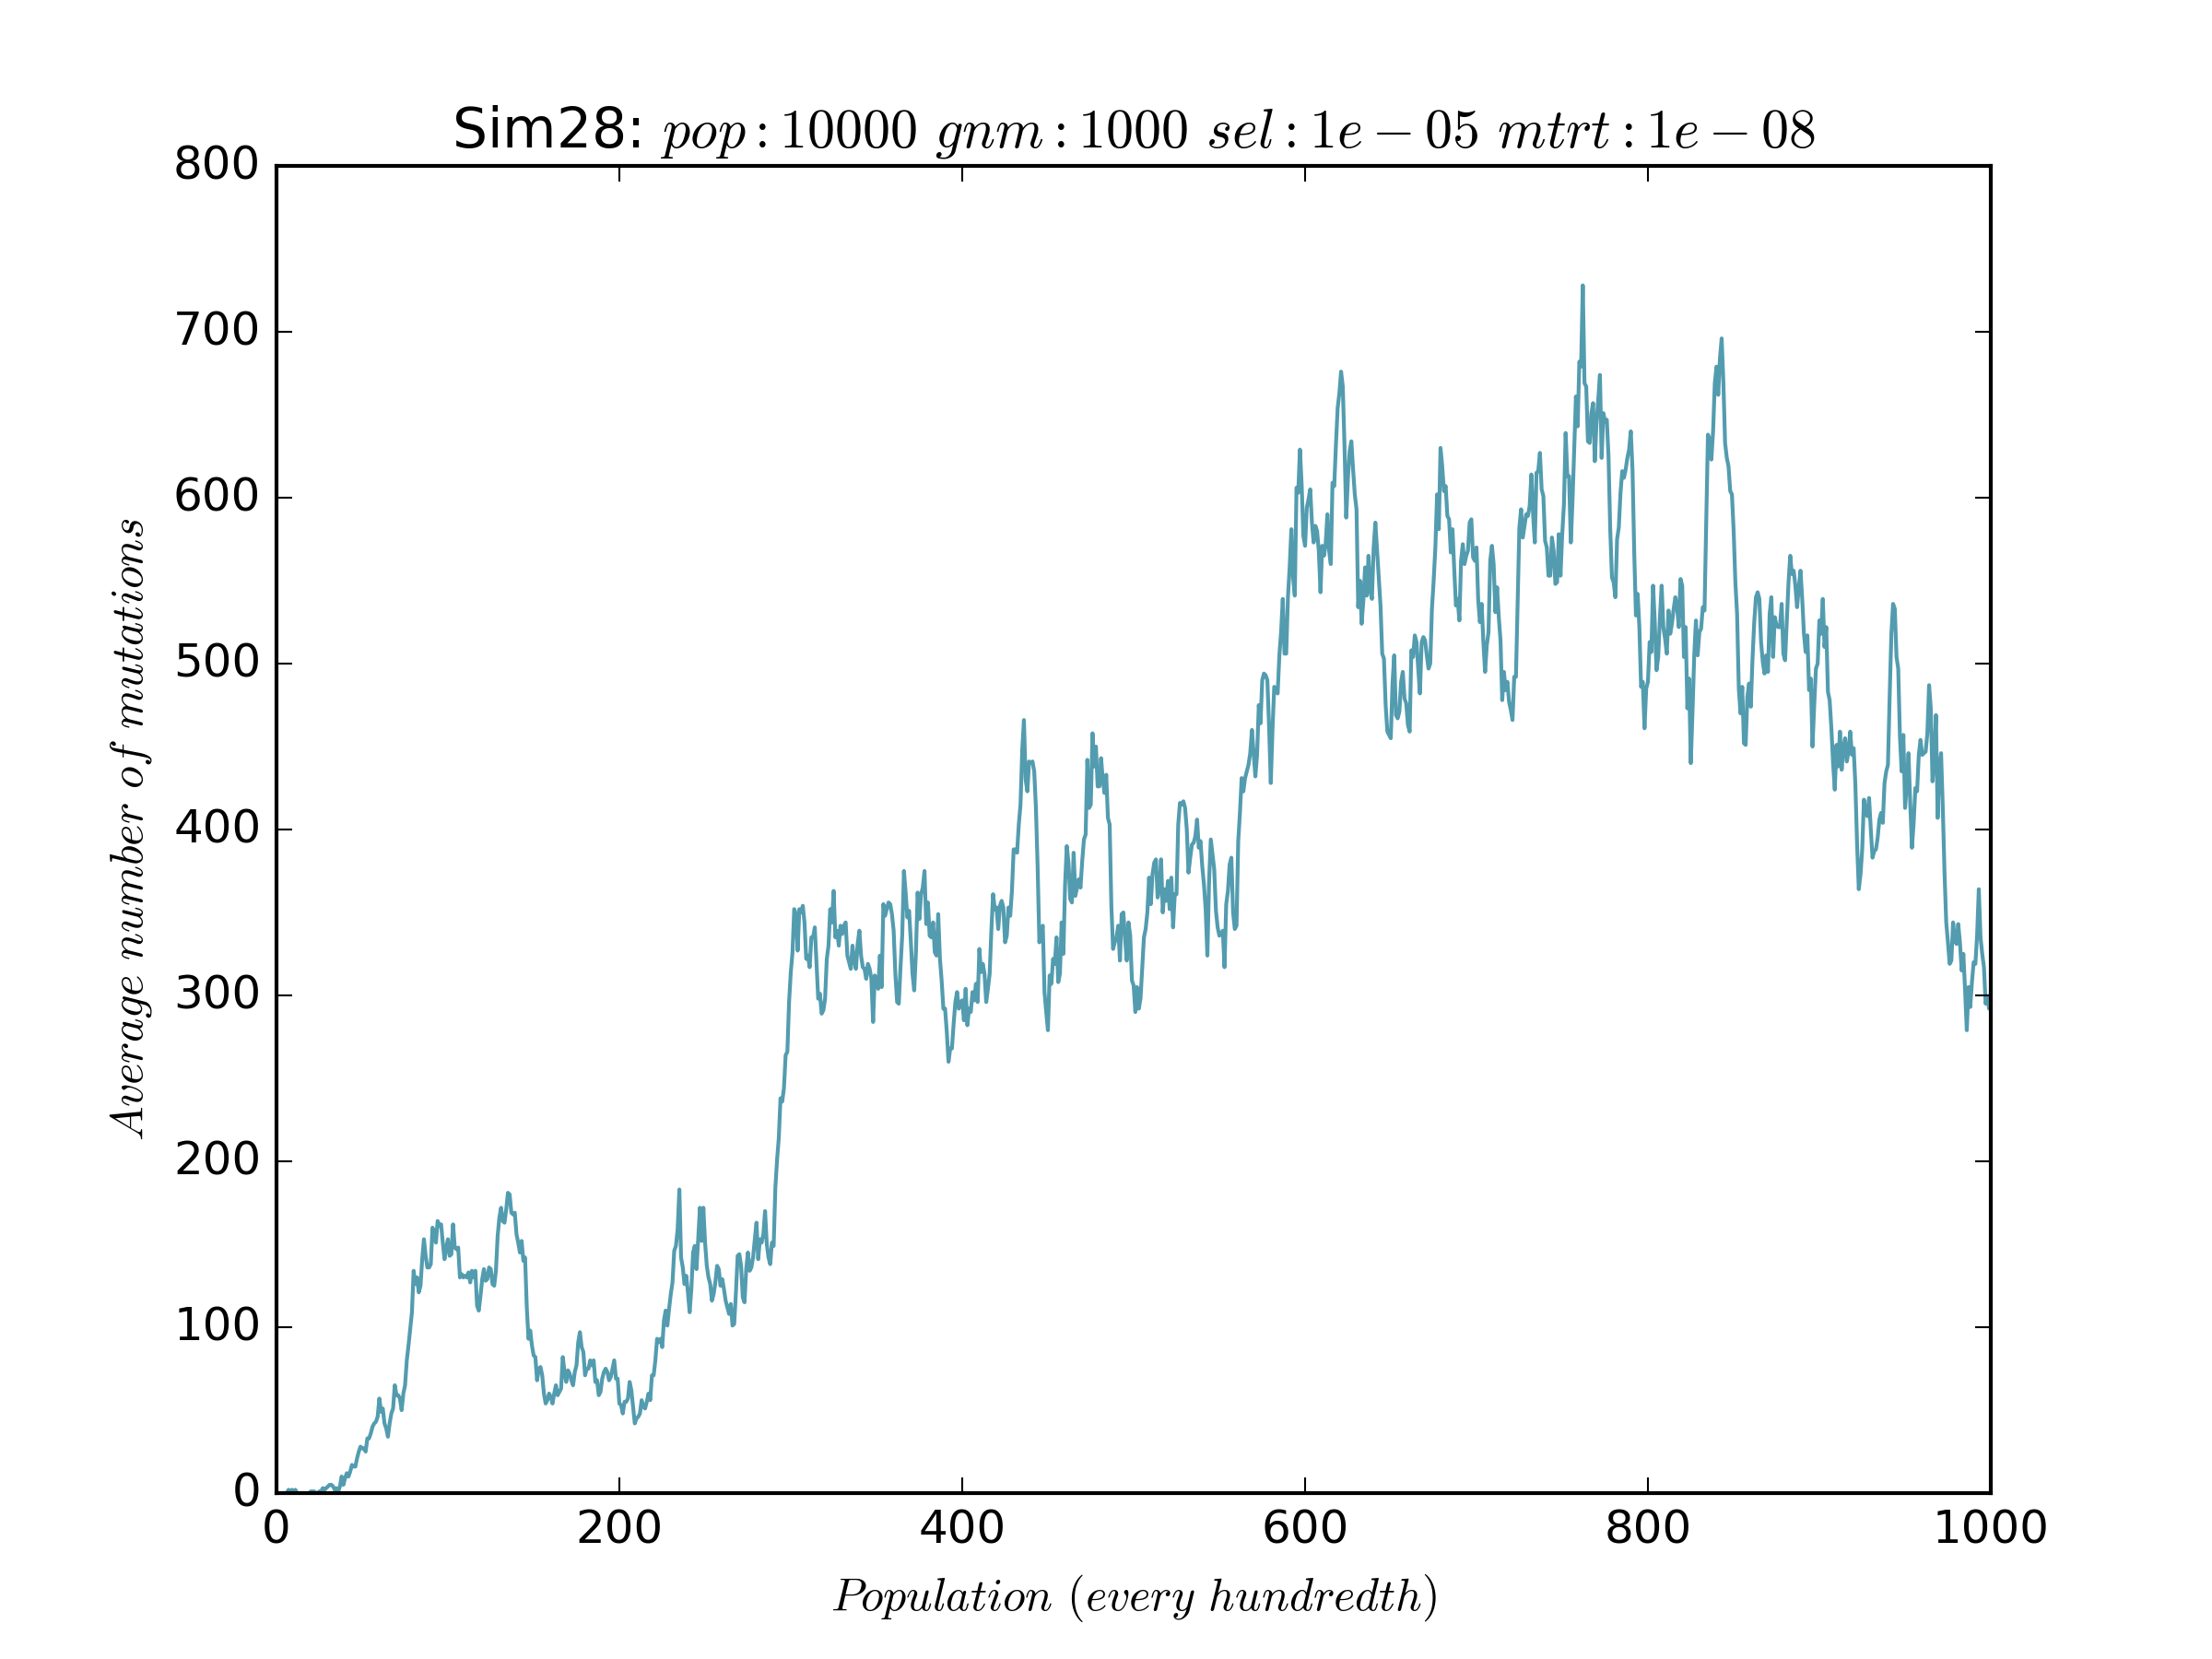 Sim28: pop : 10000 gnm : 1000 sel : 1e − 05 mtrt : 1e − 08
800
700
600
500
400
300
200
100
0
Average number of mutations
0 200 400 600 800 1000
Population (every hundredth)